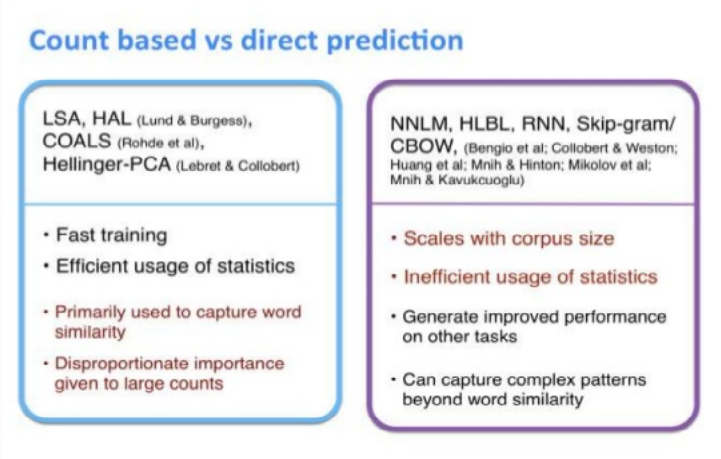 Count based vs direct prediction
LSA, HAL (Lund & Burgess),
COALS (Rohde et al),
Hellinger-PCA (Lebret & Collobert)
• Fast training
• Efficient usage of statistics
• Primarily used to capture word
similarity
• Disproportionate importance
given to large counts
NNLM, HLBL, RNN, Skip-gram/
CBOW, (Bengio et al; Collobert & Weston;
Huang et al; Mnih & Hinton; Mikolov et al;
Mnih & Kavukcuoglu)
• Scales with corpus size
• Inefficient usage of statistics
• Generate improved performance
on other tasks
• Can capture complex patterns
beyond word similarity